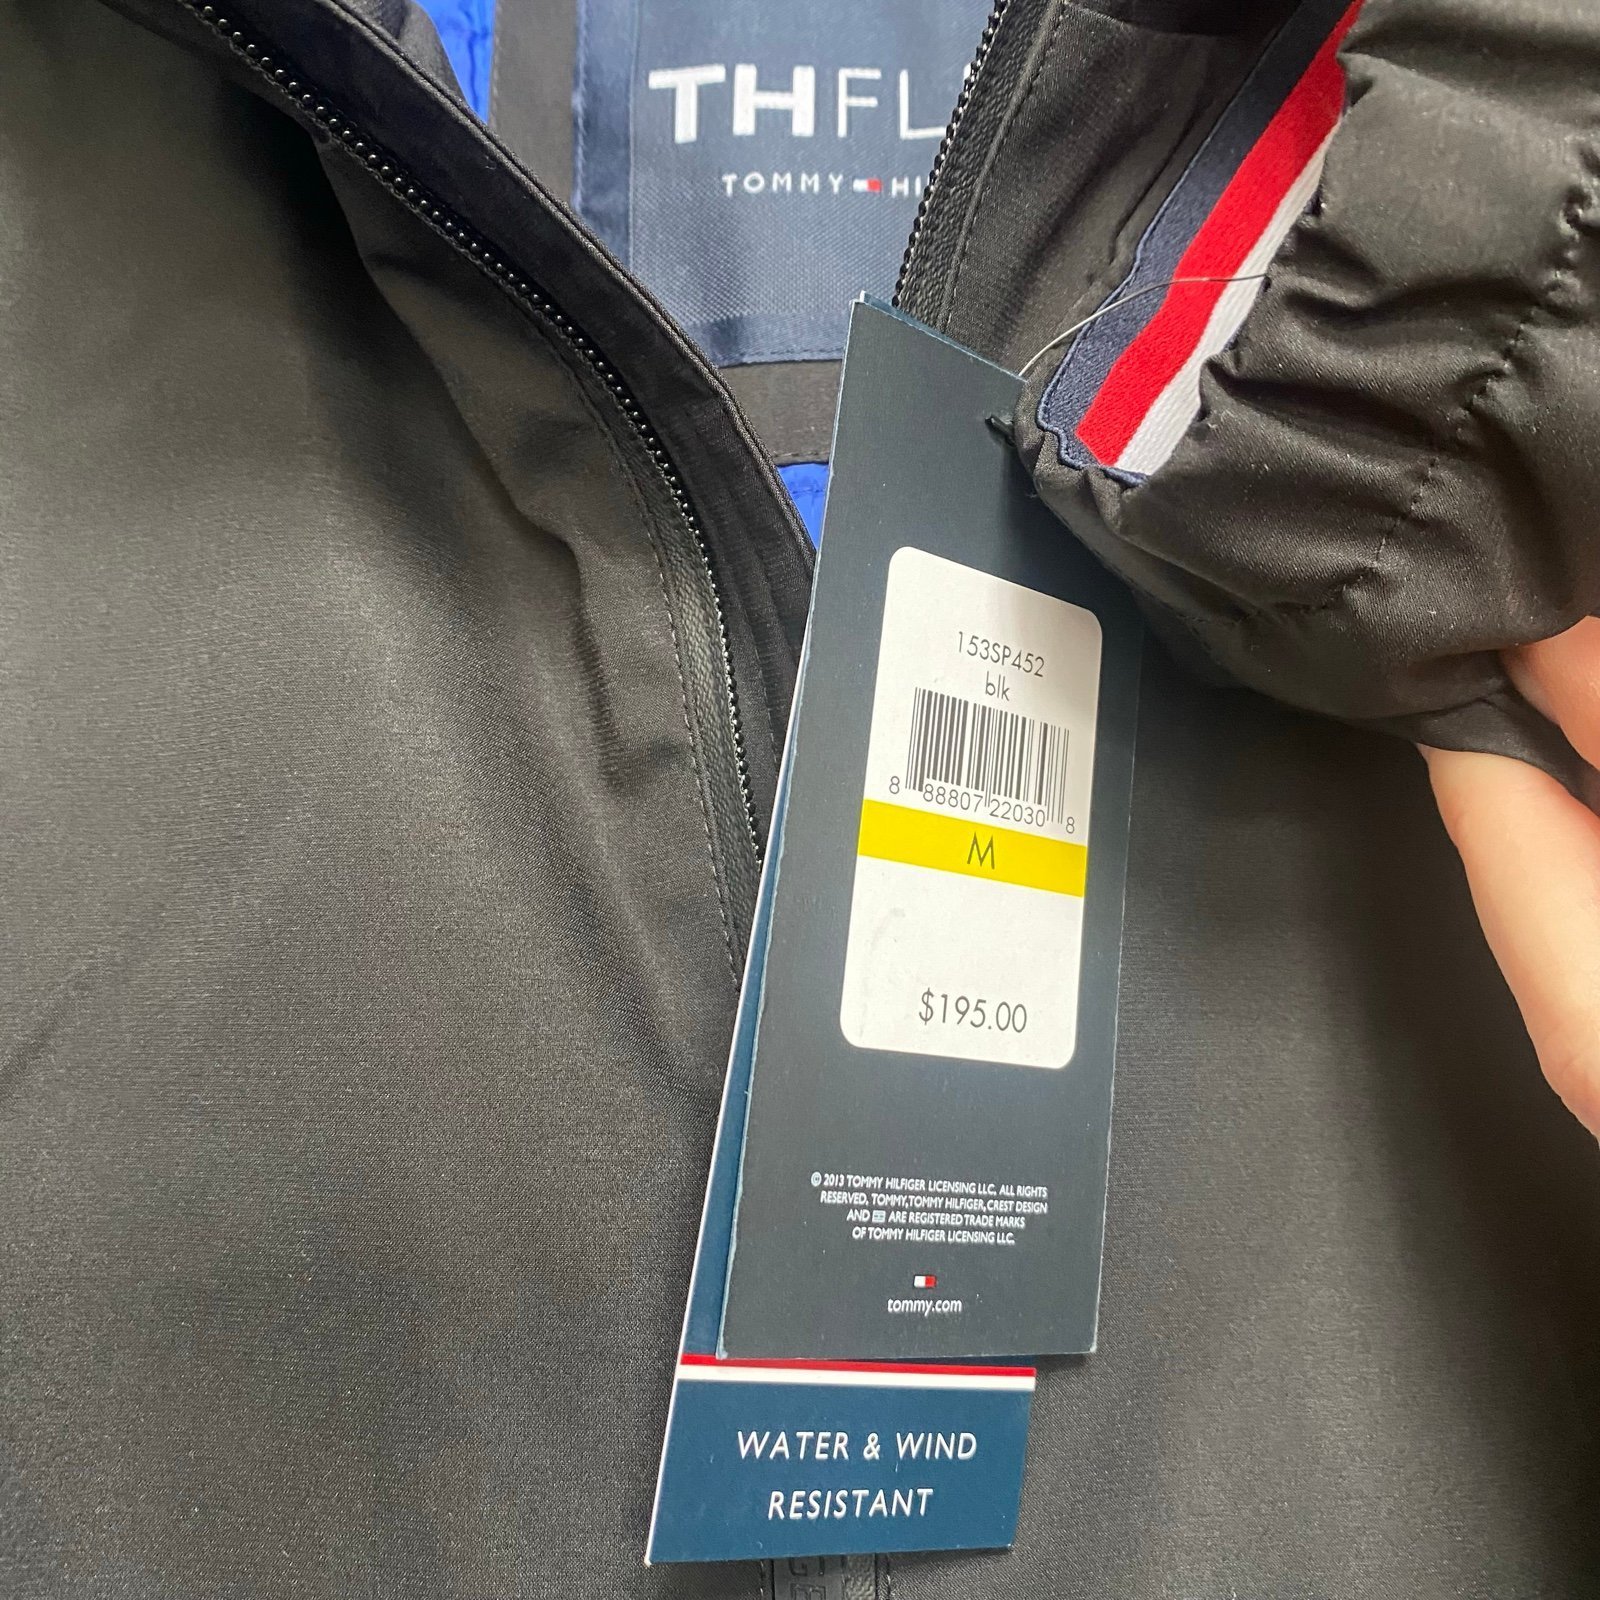 THFL
TOMMY HI
153SP452
blk
8 88807 22030 8
M
$195.00
© 2013 TOMMY HILFIGER LICENSING LLC. ALL RIGHTS
RESERVED. TOMMY, TOMMY HILFIGER, CREST DESIGN
AND ARE REGISTERED TRADE MARKS
OF TOMMY HILFIGER LICENSING LLC.
tommy.com
WATER & WIND
RESISTANT